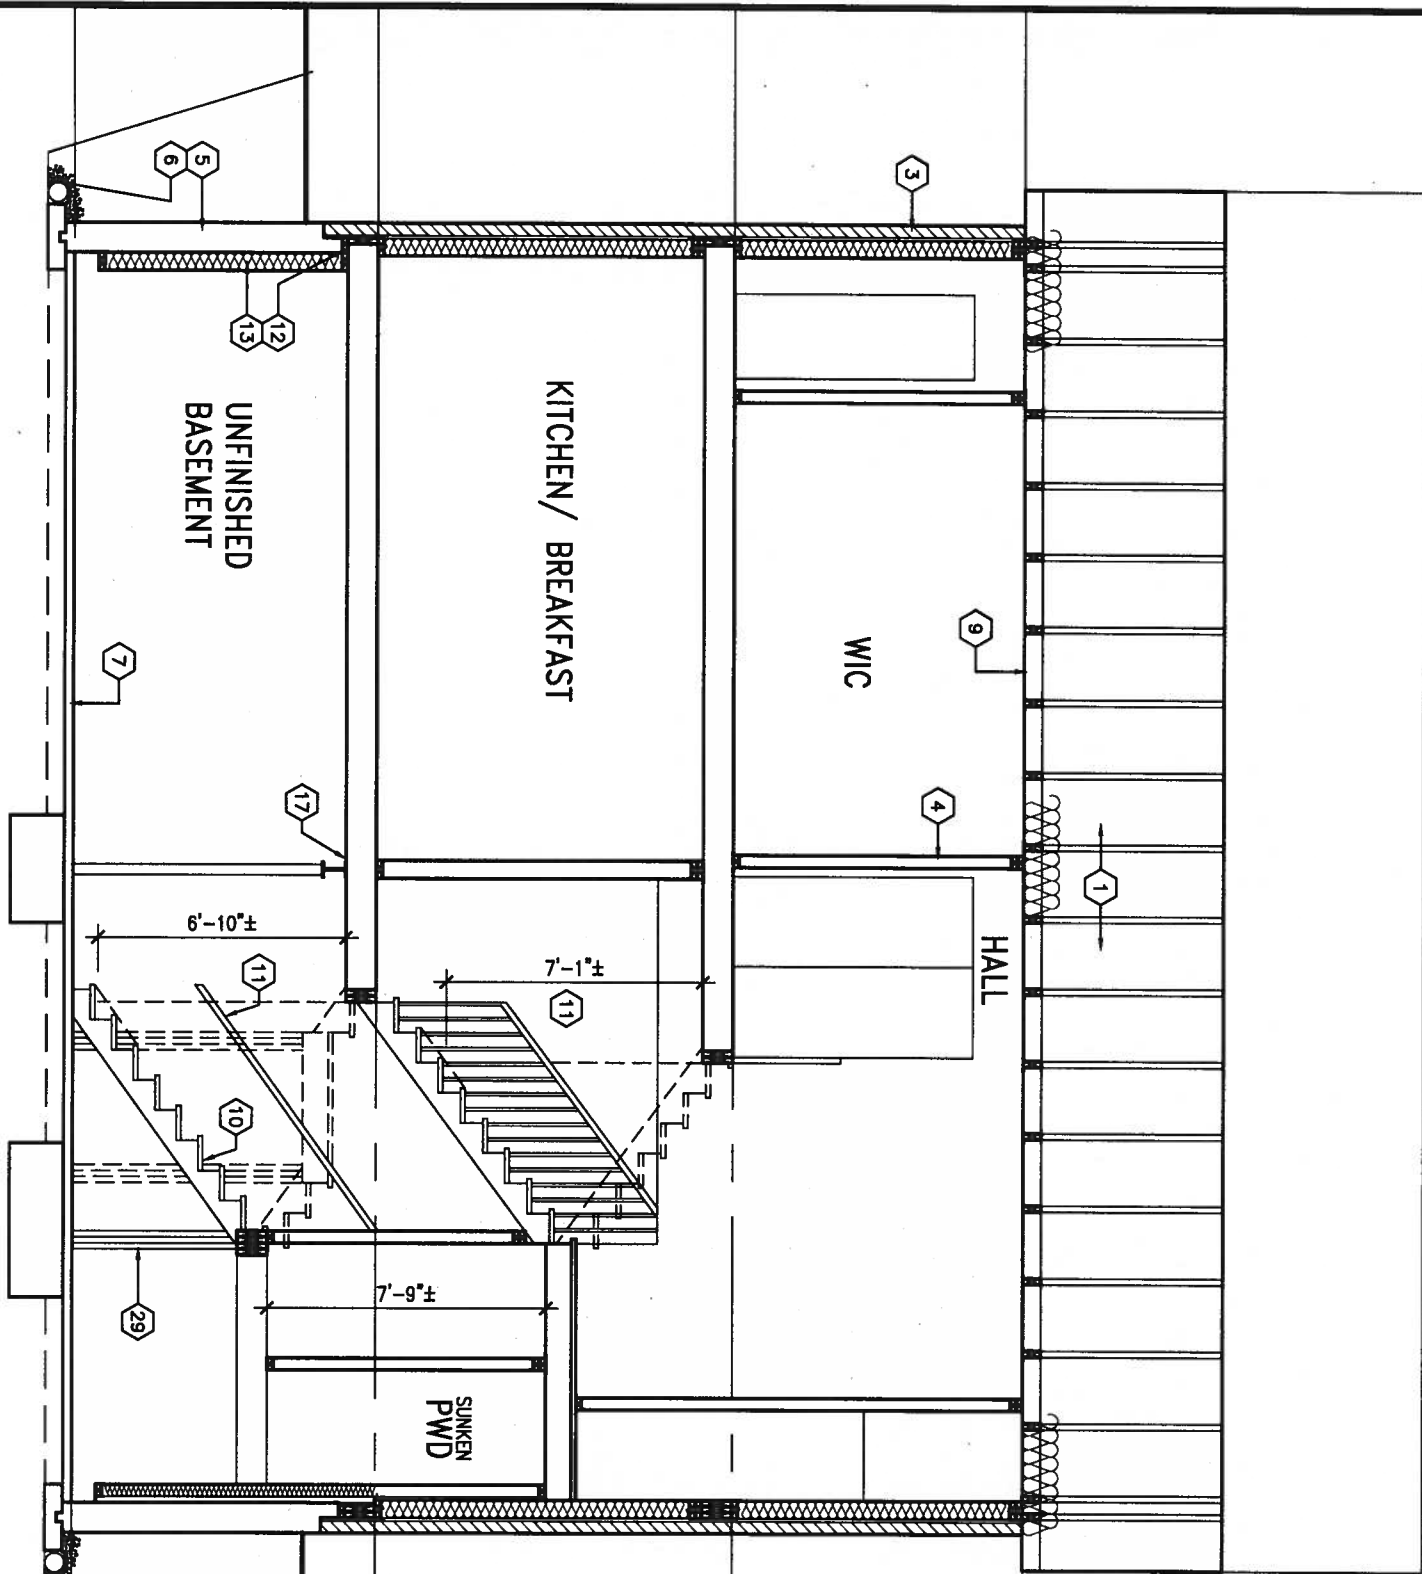 1
HALL
9
4
WIC
3
KITCHEN/ BREAKFAST
7'-1"±
11
SUNKEN
PWD
7'-9"±
17
12
13
UNFINISHED
BASEMENT
6'-10"±
11
10
5
6
7
29